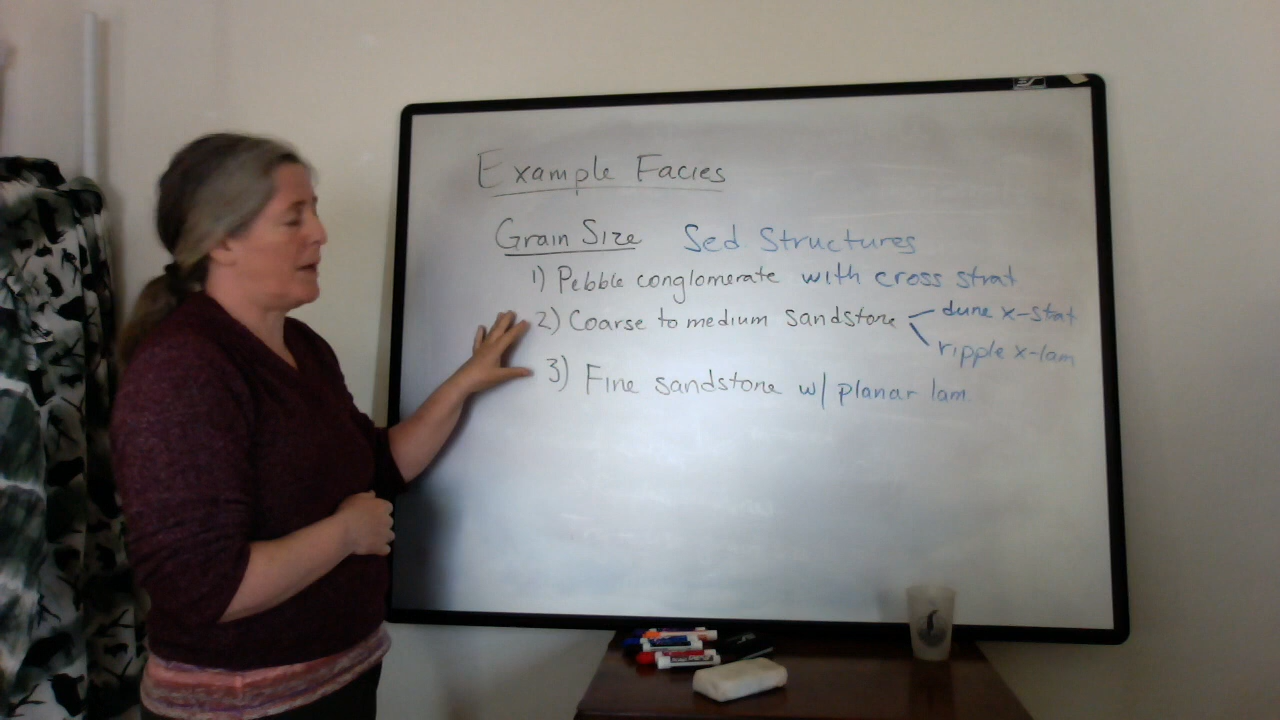 Example Facies
Grain Size Sed Structures
1) Pebble conglomerate with cross strat
2) Coarse to medium sandstone dune x-strat
ripple x-lam
3) Fine sandstone w/ planar lam